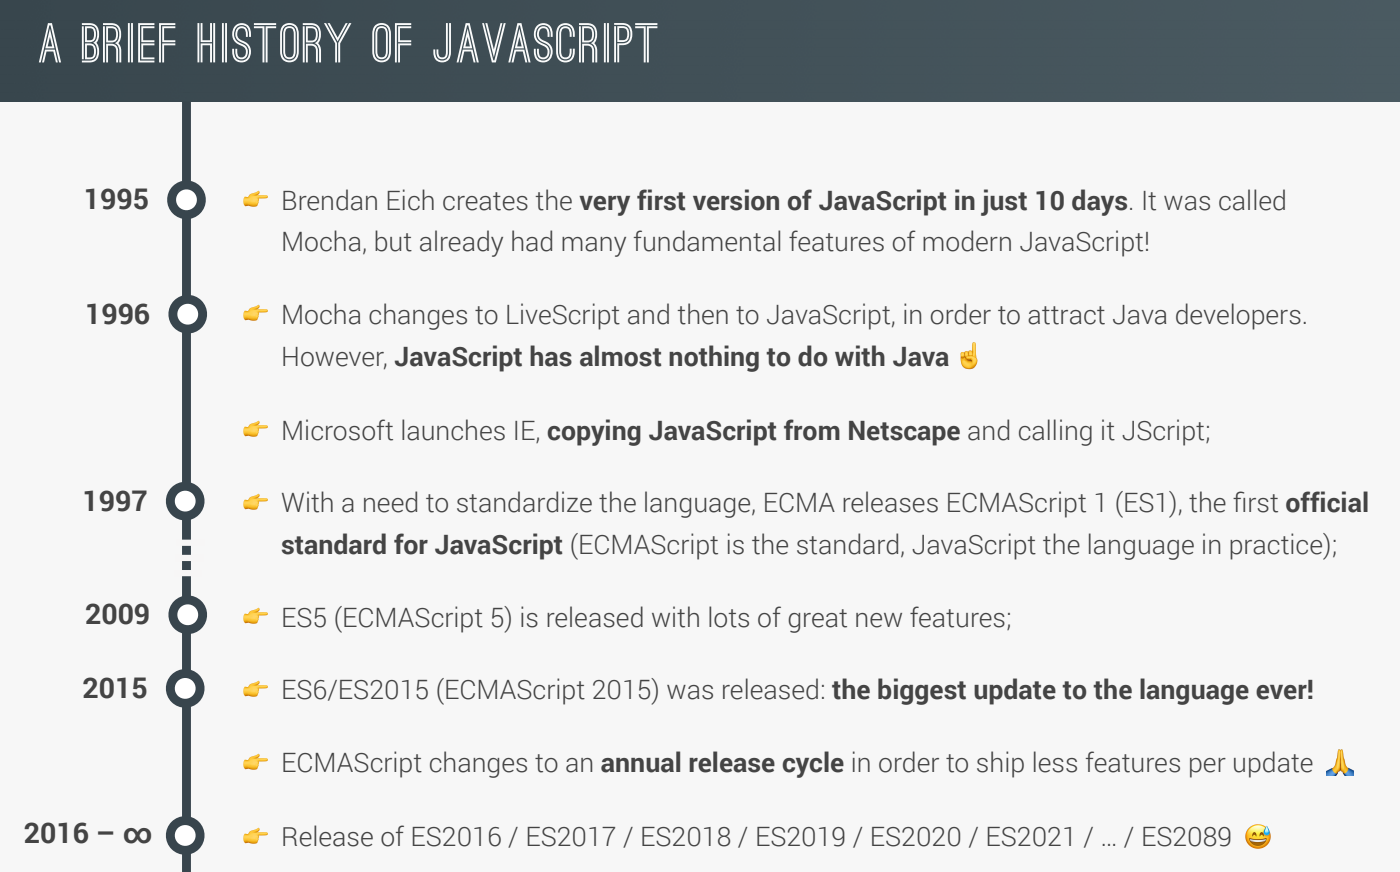 A BRIEF HISTORY OF JAVASCRIPT
1995
👉 Brendan Eich creates the very first version of JavaScript in just 10 days. It was called
Mocha, but already had many fundamental features of modern JavaScript!
1996
👉 Mocha changes to LiveScript and then to JavaScript, in order to attract Java developers.
However, JavaScript has almost nothing to do with Java ☝️
👉 Microsoft launches IE, copying JavaScript from Netscape and calling it JScript;
1997
👉 With a need to standardize the language, ECMA releases ECMAScript 1 (ES1), the first official
standard for JavaScript (ECMAScript is the standard, JavaScript the language in practice);
2009
👉 ES5 (ECMAScript 5) is released with lots of great new features;
2015
👉 ES6/ES2015 (ECMAScript 2015) was released: the biggest update to the language ever!
👉 ECMAScript changes to an annual release cycle in order to ship less features per update 🙏
2016 – ∞
👉 Release of ES2016 / ES2017 / ES2018 / ES2019 / ES2020 / ES2021 / … / ES2089 😅